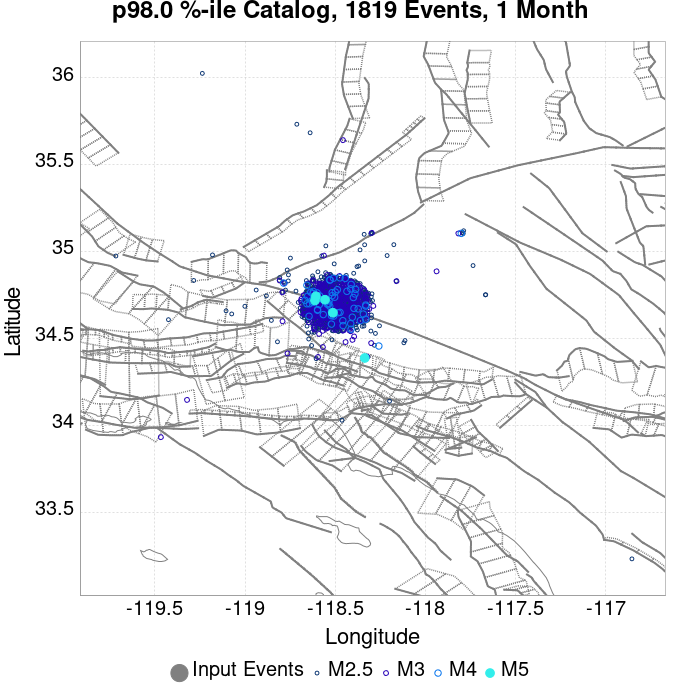 p98.0 %-ile Catalog, 1819 Events, 1 Month
36
35.5
35
34.5
34
33.5
Latitude
-119.5 -119 -118.5 -118 -117.5 -117
Longitude
Input Events M2.5 M3 M4 M5